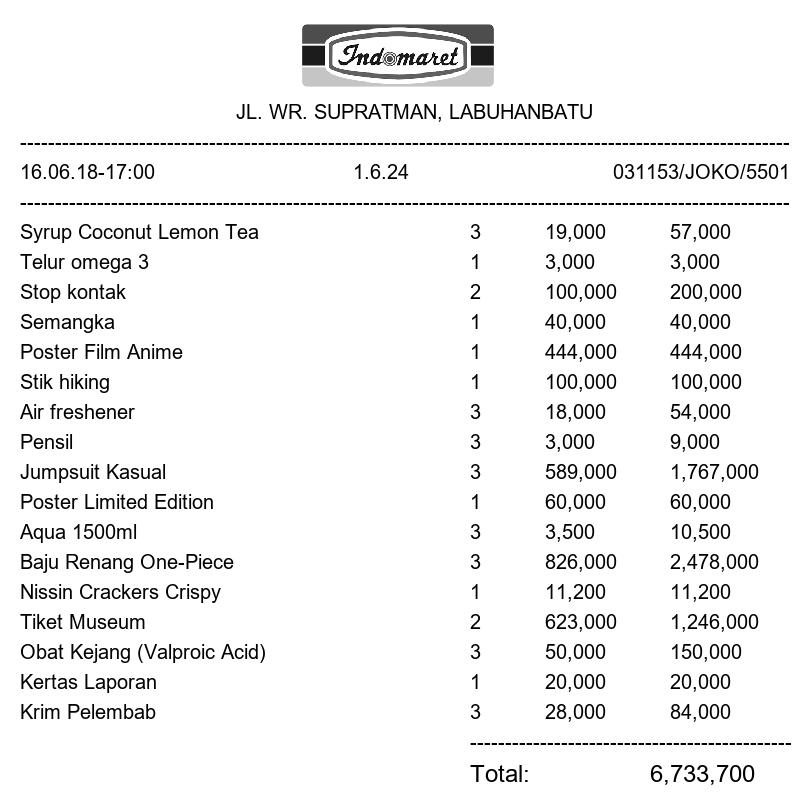 Indomaret
JL. WR. SUPRATMAN, LABUHANBATU
16.06.18-17:00 1.6.24 031153/JOKO/5501
Syrup Coconut Lemon Tea 3 19,000 57,000
Telur omega 3 1 3,000 3,000
Stop kontak 2 100,000 200,000
Semangka 1 40,000 40,000
Poster Film Anime 1 444,000 444,000
Stik hiking 1 100,000 100,000
Air freshener 3 18,000 54,000
Pensil 3 3,000 9,000
Jumpsuit Kasual 3 589,000 1,767,000
Poster Limited Edition 1 60,000 60,000
Aqua 1500ml 3 3,500 10,500
Baju Renang One-Piece 3 826,000 2,478,000
Nissin Crackers Crispy 1 11,200 11,200
Tiket Museum 2 623,000 1,246,000
Obat Kejang (Valproic Acid) 3 50,000 150,000
Kertas Laporan 1 20,000 20,000
Krim Pelembab 3 28,000 84,000
Total: 6,733,700